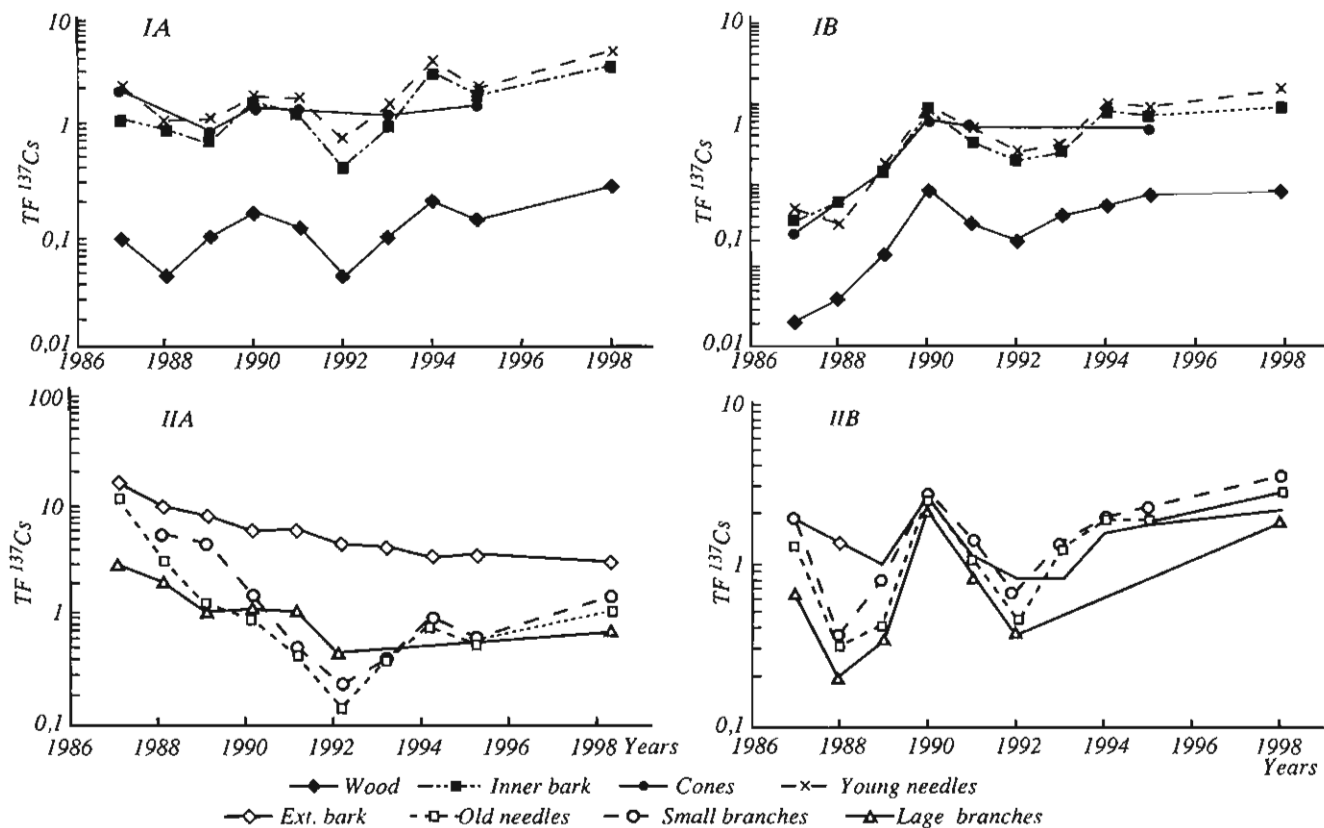 IA
10
1
0,1
0,01
TF ¹³⁷Cs
1986 1988 1990 1992 1994 1996 1998
IB
10
1
0,1
0,01
TF ¹³⁷Cs
1986 1988 1990 1992 1994 1996 1998
IIA
100
10
1
0,1
TF ¹³⁷Cs
1986 1988 1990 1992 1994 1996 1998 Years
IIB
10
1
0,1
TF ¹³⁷Cs
1986 1988 1990 1992 1994 1996 1998
Years
Wood Inner bark Cones Young needles
Ext. bark Old needles Small branches Lage branches